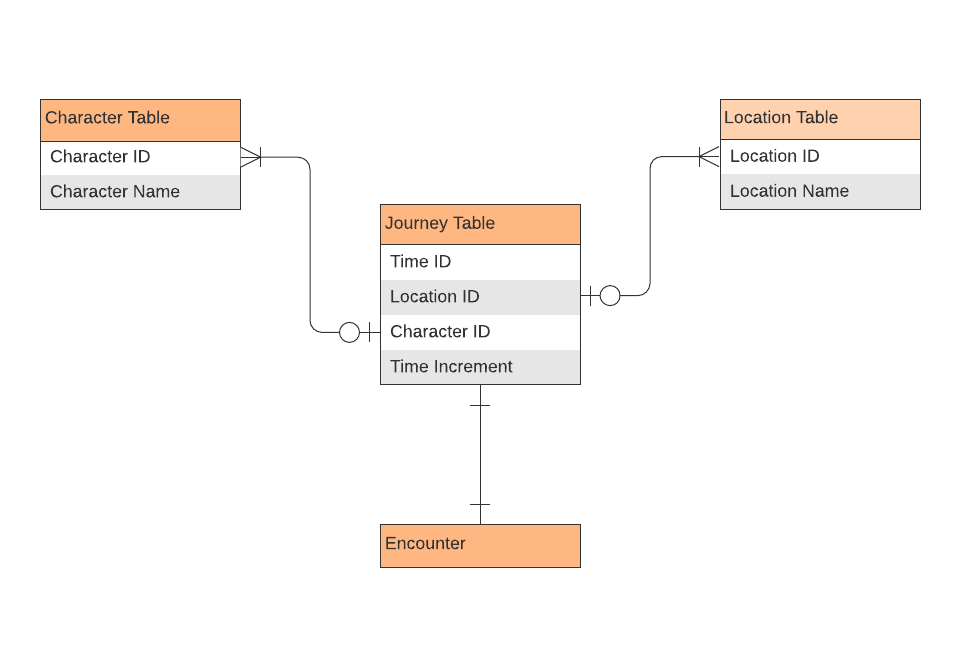 Character Table
Character ID
Character Name
Location Table
Location ID
Location Name
Journey Table
Time ID
Location ID
Character ID
Time Increment
Encounter